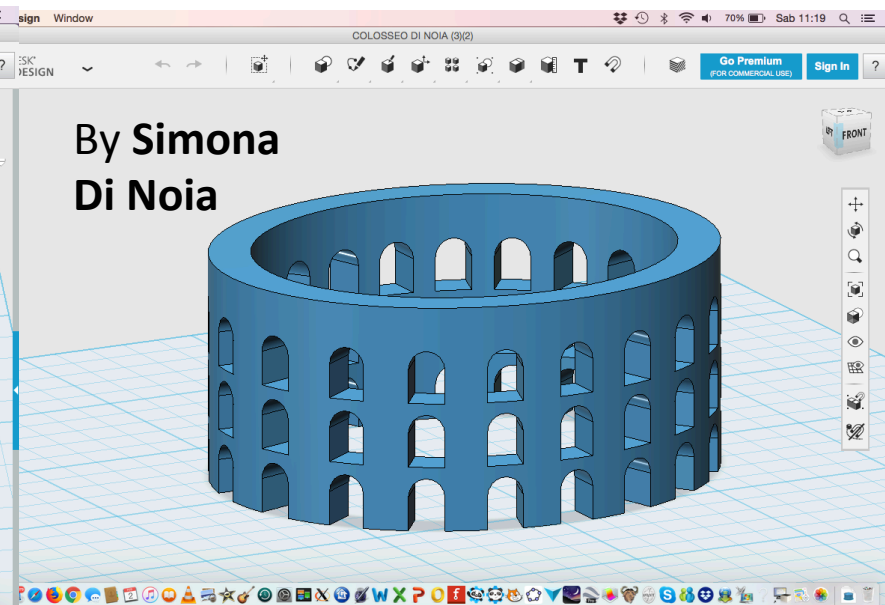 sign Window
70% Sab 11:19
COLOSSEO DI NOIA (3)(2)
?
DESIGN
T
Go Premium
(FOR COMMERCIAL USE)
Sign In
?
By Simona
Di Noia
FRONT